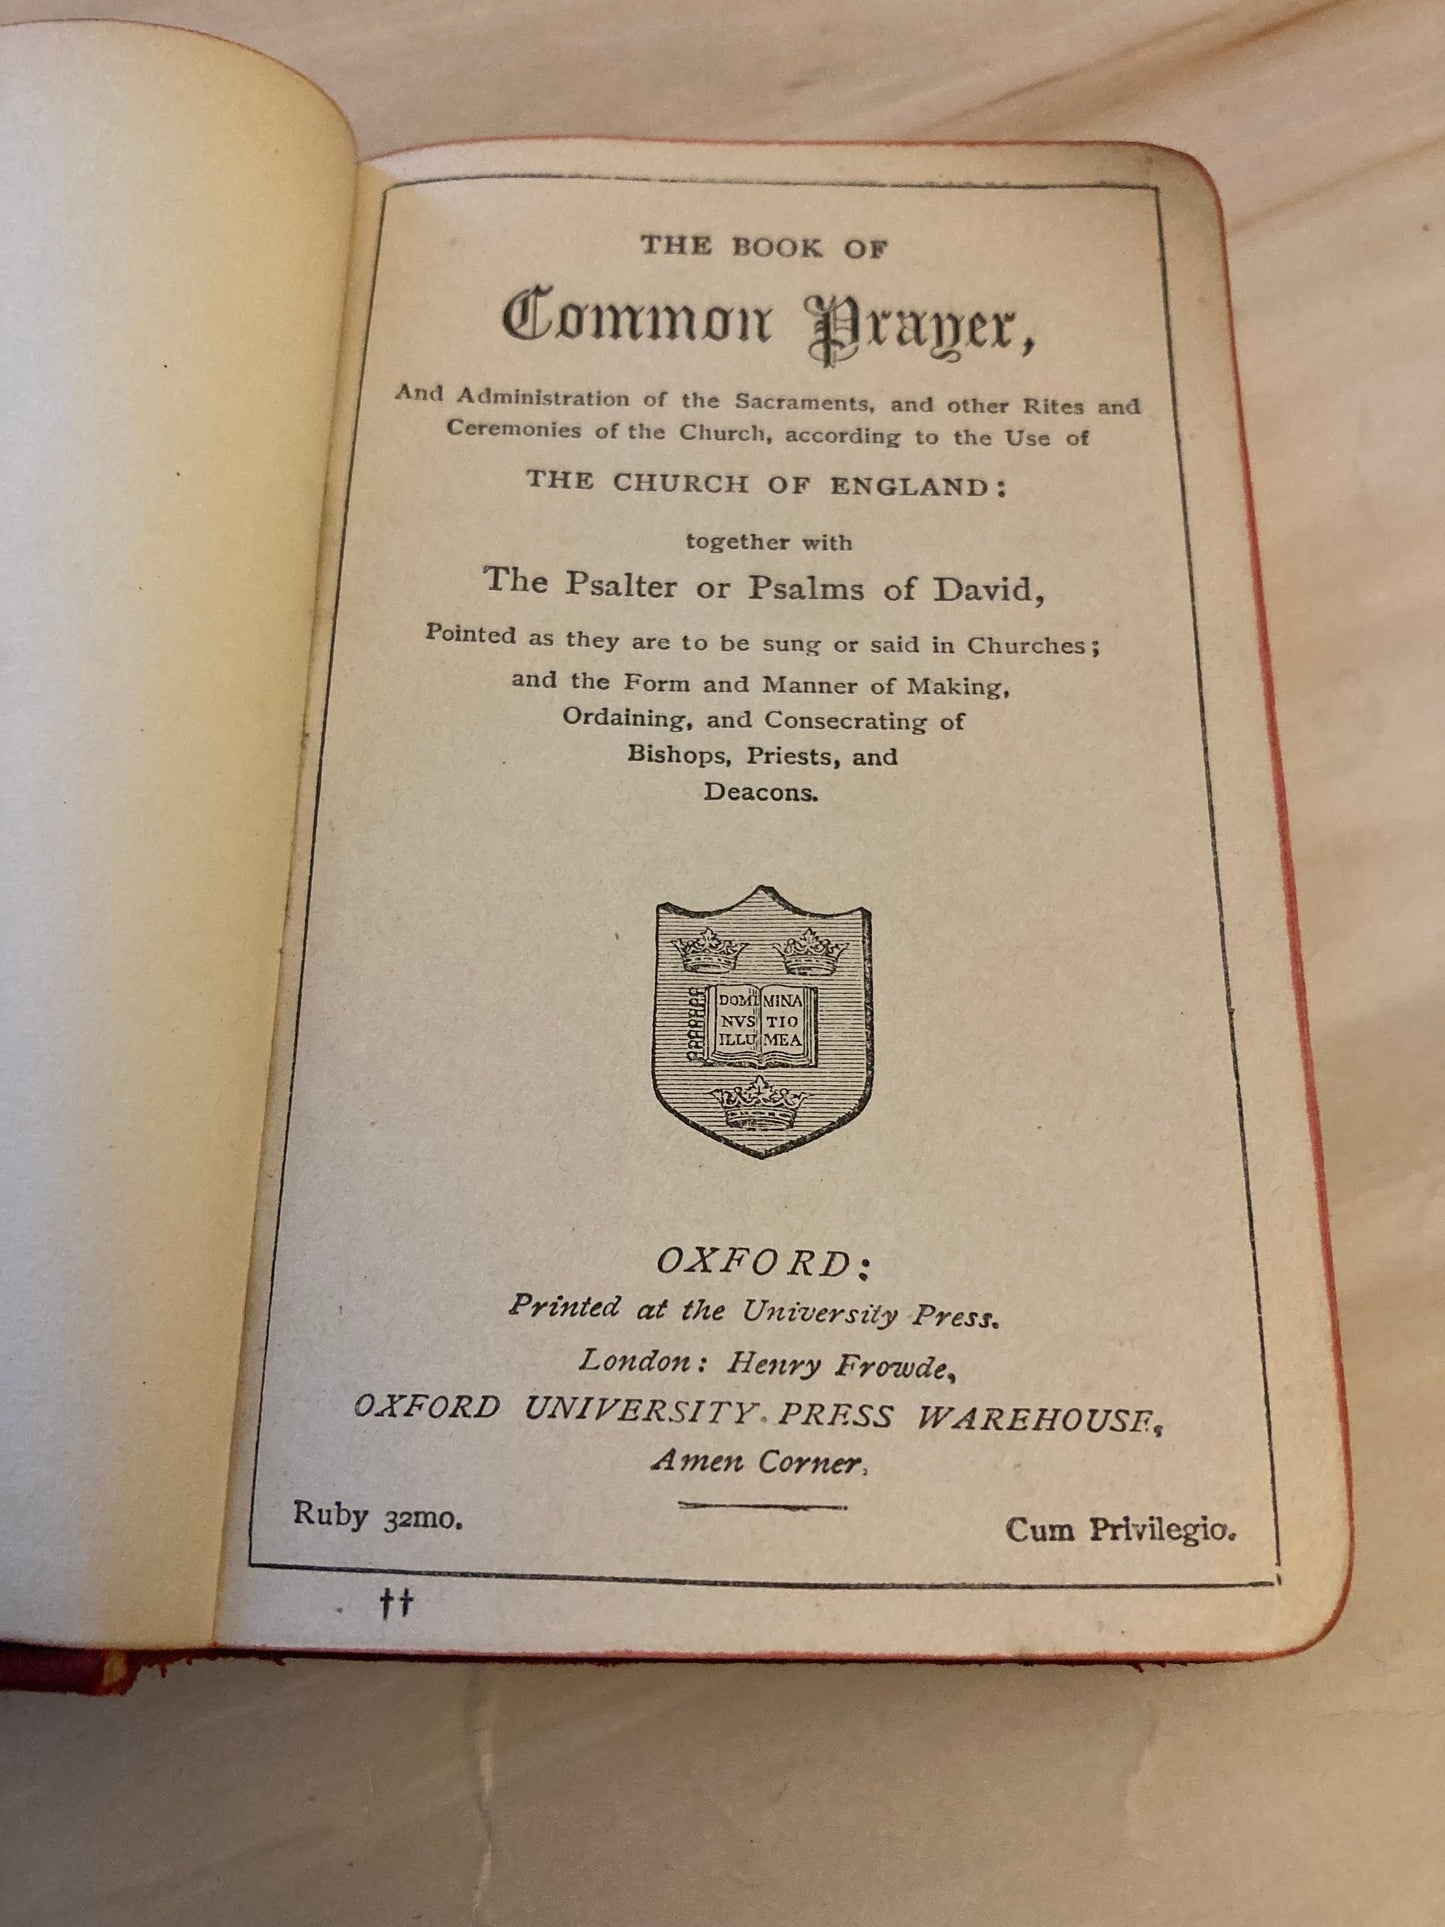 THE BOOK OF
Common Prayer,
And Administration of the Sacraments, and other Rites and
Ceremonies of the Church, according to the Use of
THE CHURCH OF ENGLAND:
together with
The Psalter or Psalms of David,
Pointed as they are to be sung or said in Churches;
and the Form and Manner of Making,
Ordaining, and Consecrating of
Bishops, Priests, and
Deacons.
DOMI MINA
NVS TIO
ILLU MEA
OXFORD:
Printed at the University Press.
London: Henry Frowde,
OXFORD UNIVERSITY PRESS WAREHOUSE,
Amen Corner.
Ruby 32mo.
Cum Privilegio.
††